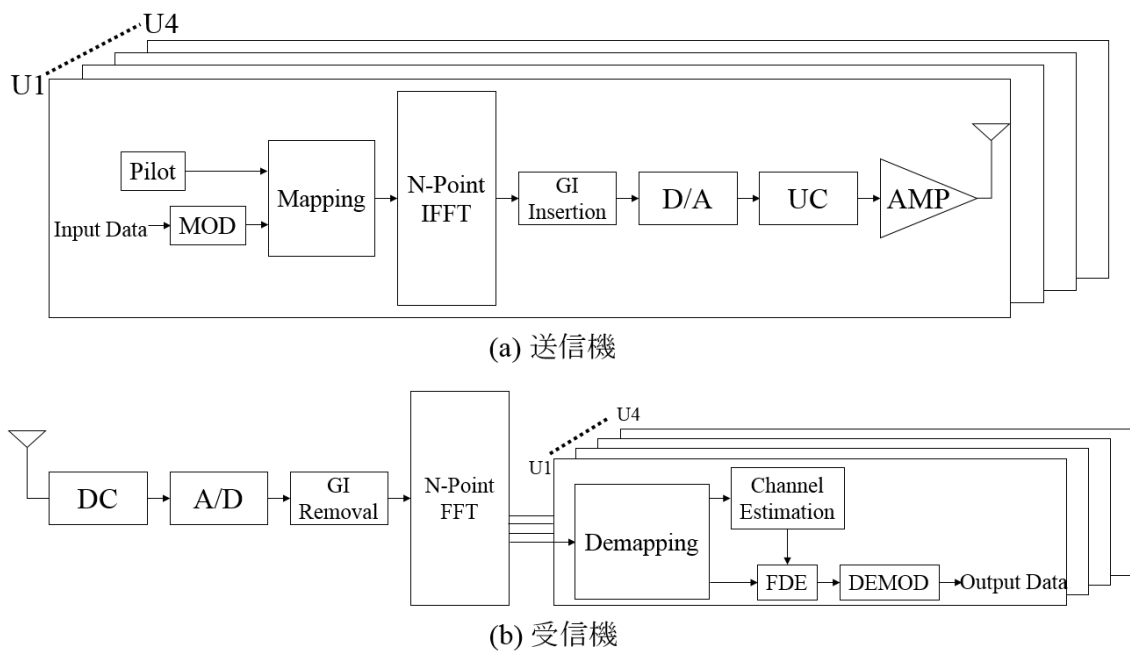 U4
U1
Pilot
Input Data
MOD
Mapping
N-Point
IFFT
GI
Insertion
D/A
UC
AMP
(a) 送信機
U4
U1
DC
A/D
GI
Removal
N-Point
FFT
Demapping
Channel
Estimation
FDE
DEMOD
Output Data
(b) 受信機